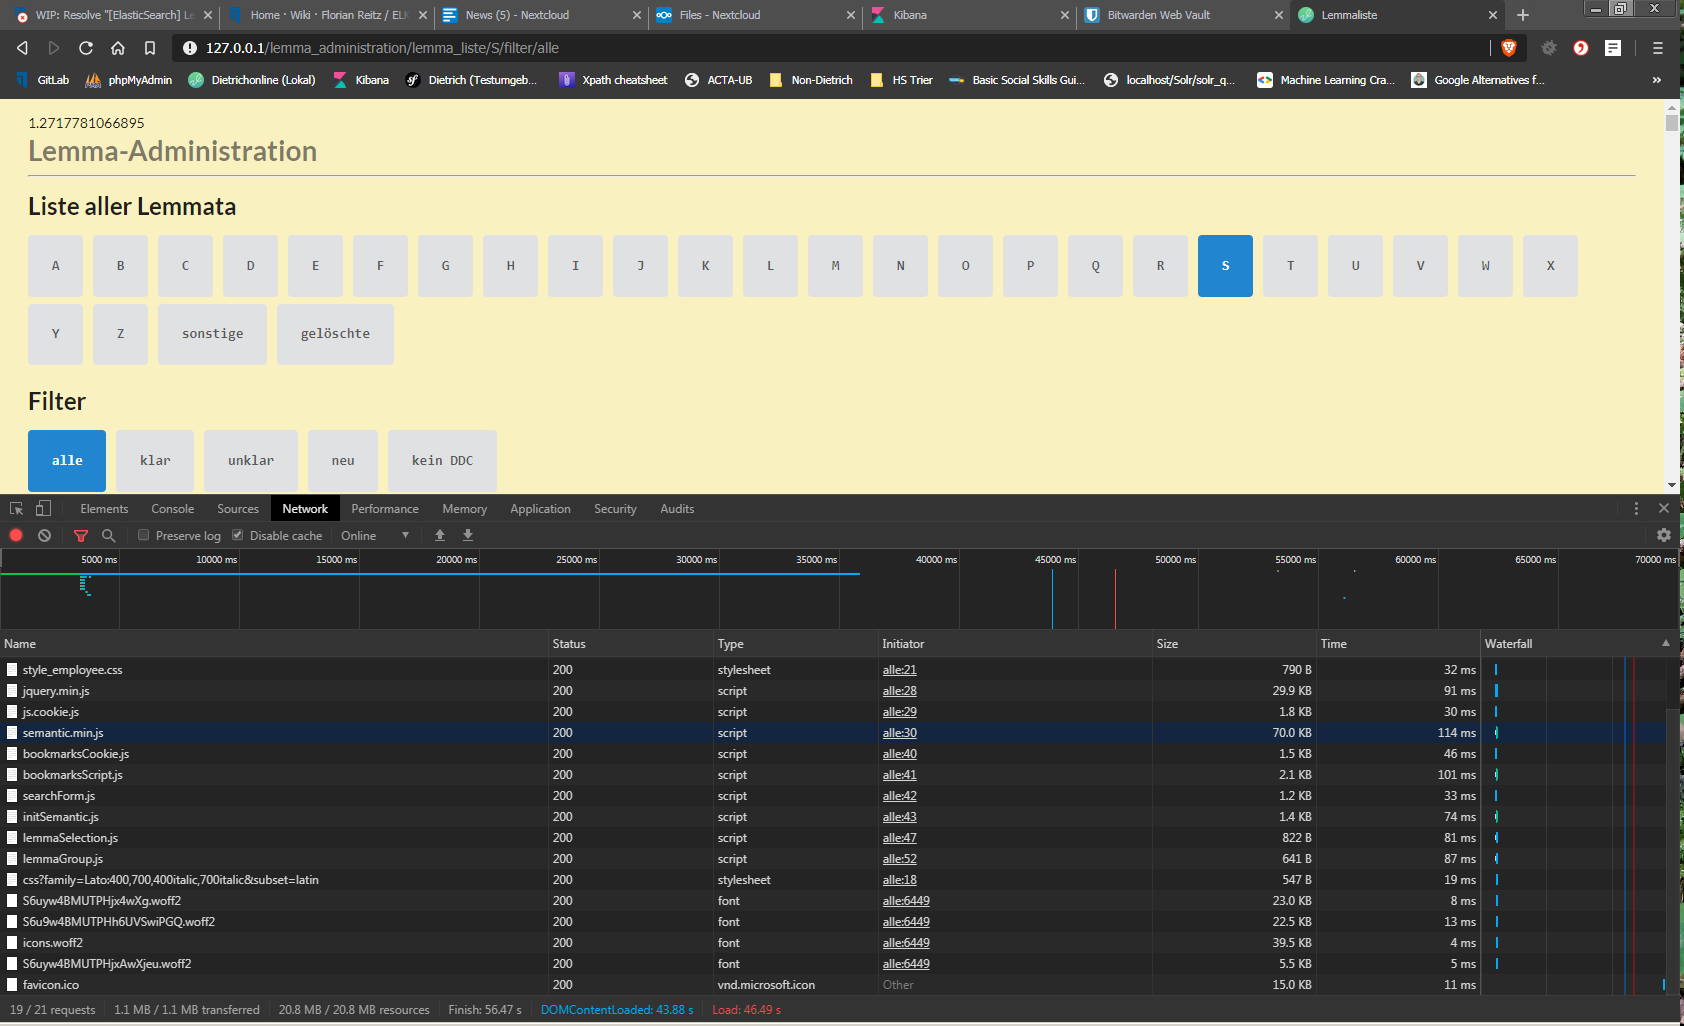 WIP: Resolve "[ElasticSearch] Le
Home · Wiki · Florian Reitz / ELK
News (5) - Nextcloud
Files - Nextcloud
Kibana
Bitwarden Web Vault
Lemmaliste
127.0.0.1/lemma_administration/lemma_liste/S/filter/alle
GitLab
phpMyAdmin
Dietrichonline (Lokal)
Kibana
Dietrich (Testumgeb...
Xpath cheatsheet
ACTA-UB
Non-Dietrich
HS Trier
Basic Social Skills Gui...
localhost/Solr/solr_q...
Machine Learning Cra...
Google Alternatives f...
»
1.2717781066895
Lemma-Administration
Liste aller Lemmata
A B C D E F G H I J K L M N O P Q R S T U V W X
Y Z sonstige gelöschte
Filter
alle klar unklar neu kein DDC
Elements Console Sources Network Performance Memory Application Security Audits
Preserve log Disable cache Online
5000 ms 10000 ms 15000 ms 20000 ms 25000 ms 30000 ms 35000 ms 40000 ms 45000 ms 50000 ms 55000 ms 60000 ms 65000 ms 70000 ms
Name Status Type Initiator Size Time Waterfall
style_employee.css 200 stylesheet alle:21 790 B 32 ms
jquery.min.js 200 script alle:28 29.9 KB 91 ms
js.cookie.js 200 script alle:29 1.8 KB 30 ms
semantic.min.js 200 script alle:30 70.0 KB 114 ms
bookmarksCookie.js 200 script alle:40 1.5 KB 46 ms
bookmarksScript.js 200 script alle:41 2.1 KB 101 ms
searchForm.js 200 script alle:42 1.2 KB 33 ms
initSemantic.js 200 script alle:43 1.4 KB 74 ms
lemmaSelection.js 200 script alle:47 822 B 81 ms
lemmaGroup.js 200 script alle:52 641 B 87 ms
css?family=Lato:400,700,400italic,700italic&subset=latin 200 stylesheet alle:18 547 B 19 ms
S6uyw4BMUTPHjx4wXg.woff2 200 font alle:6449 23.0 KB 8 ms
S6u9w4BMUTPHh6UVSwiPGQ.woff2 200 font alle:6449 22.5 KB 13 ms
icons.woff2 200 font alle:6449 39.5 KB 4 ms
S6uyw4BMUTPHjxAwXjeu.woff2 200 font alle:6449 5.5 KB 5 ms
favicon.ico 200 vnd.microsoft.icon Other 15.0 KB 11 ms
19 / 21 requests 1.1 MB / 1.1 MB transferred 20.8 MB / 20.8 MB resources Finish: 56.47 s DOMContentLoaded: 43.88 s Load: 46.49 s